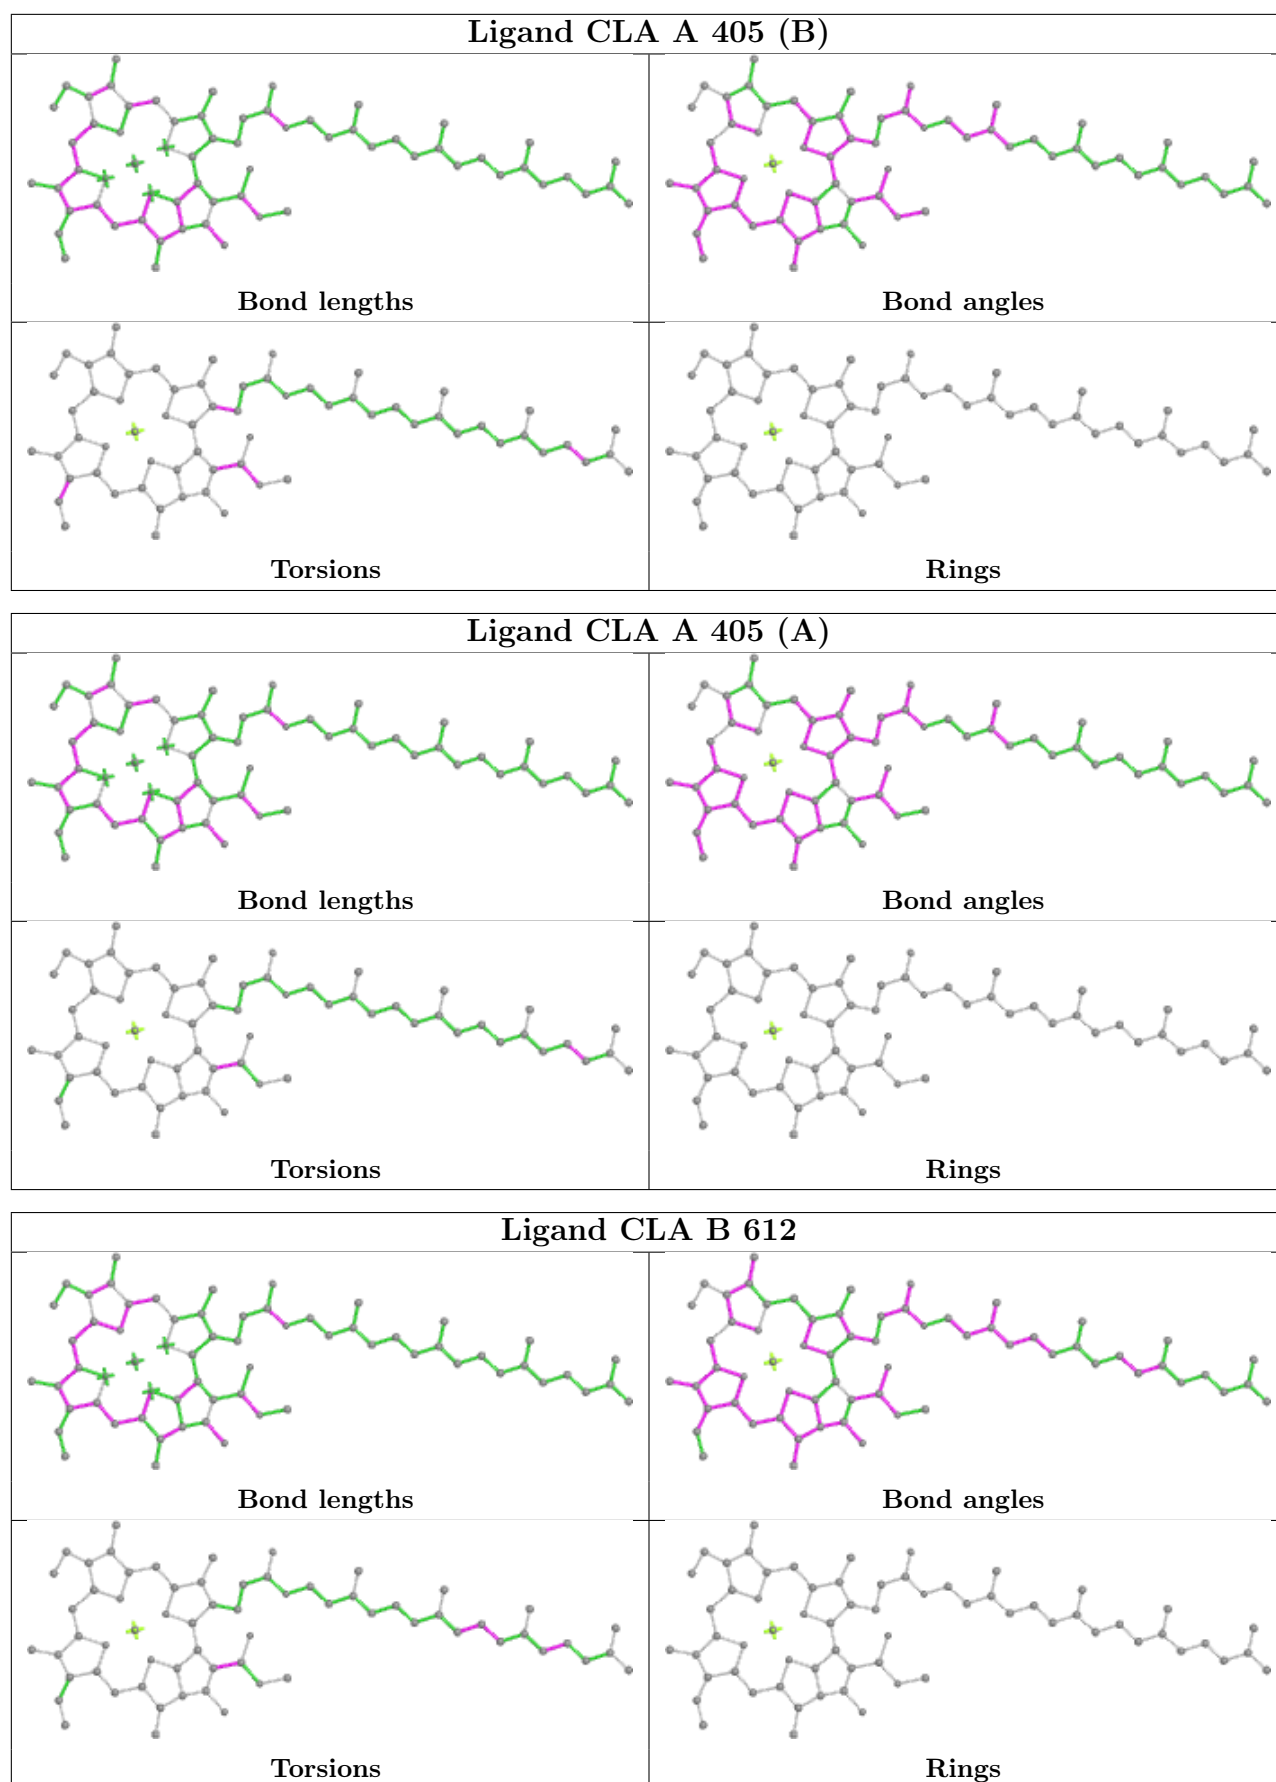 Ligand CLA A 405 (B)
Bond lengths
Bond angles
Torsions
Rings
Ligand CLA A 405 (A)
Bond lengths
Bond angles
Torsions
Rings
Ligand CLA B 612
Bond lengths
Bond angles
Torsions
Rings